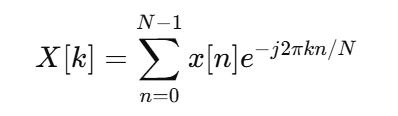 X[k] = \sum_{n=0}^{N-1} x[n]e^{-j2\pi kn/N}